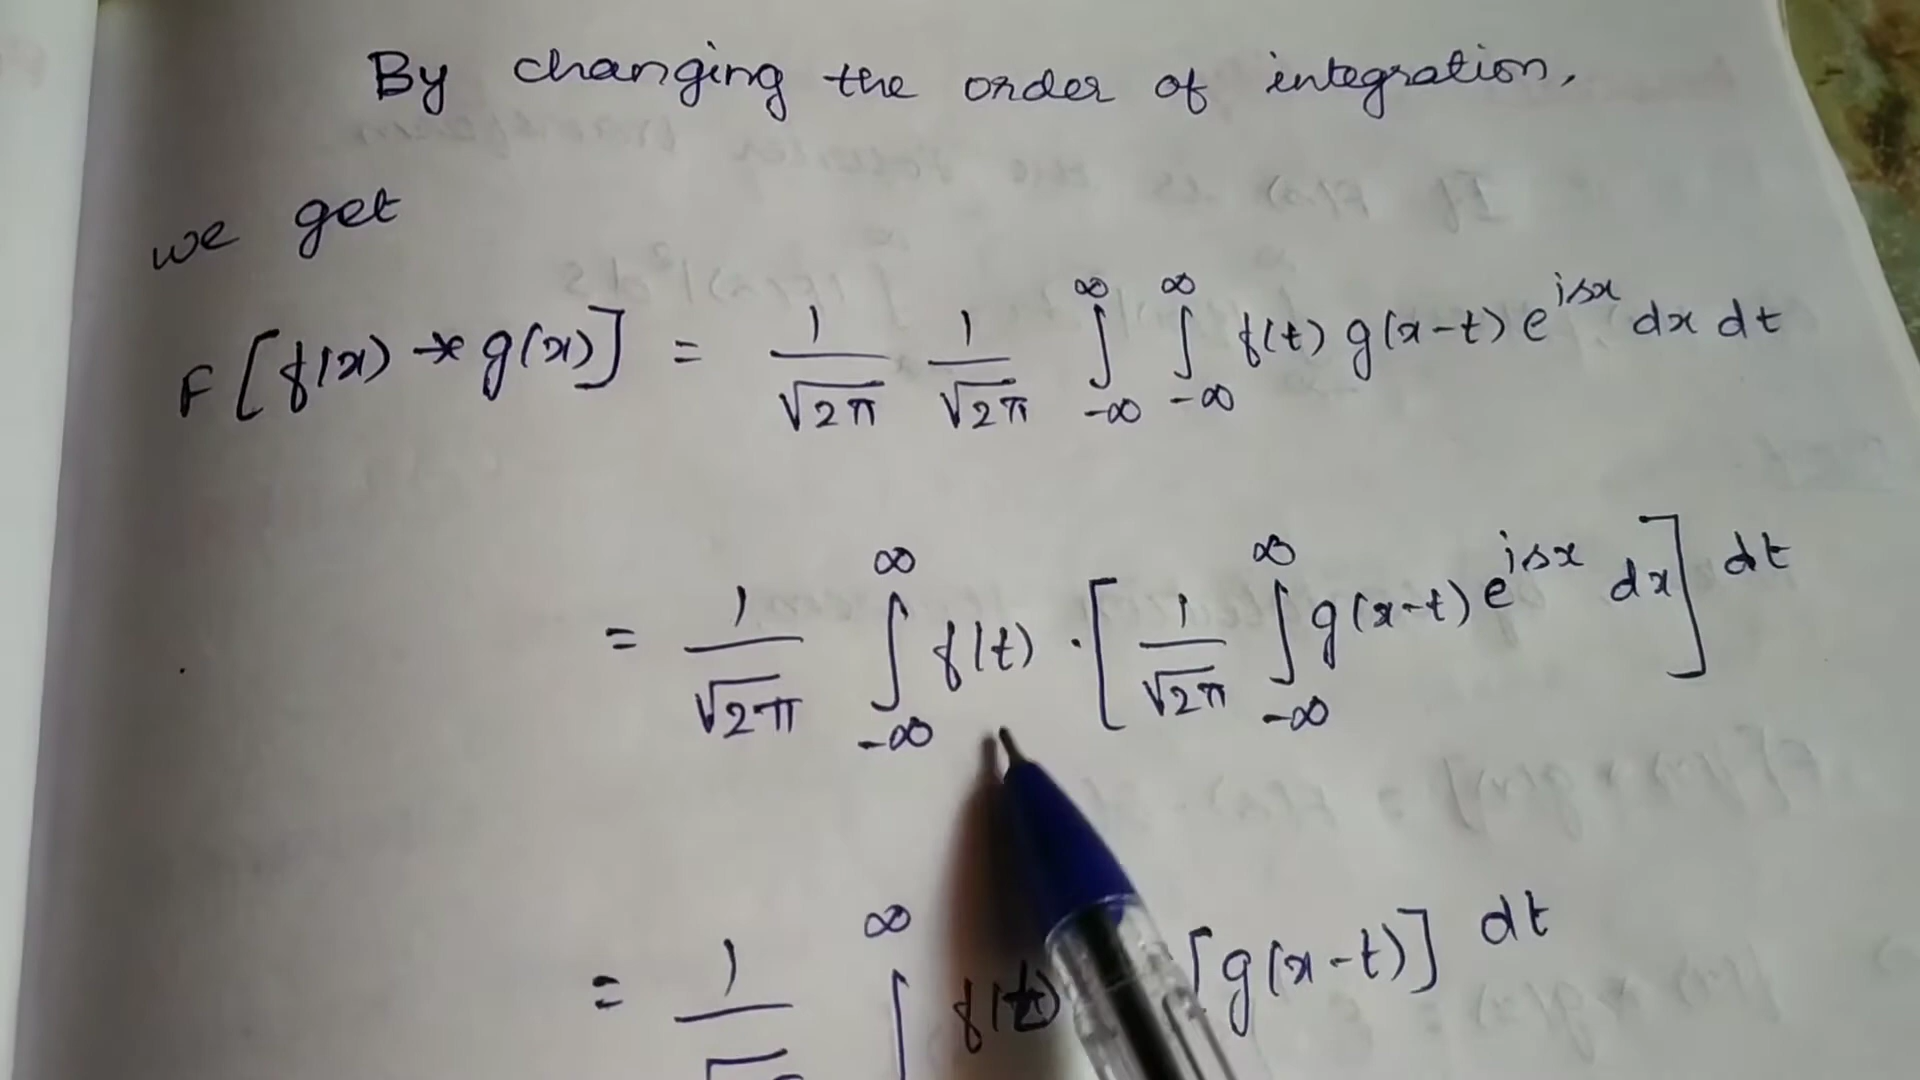 By changing the order of integration,
we get
F[f(x) * g(x)] = 1/√2π 1/√2π ∫_{-∞}^{∞} ∫_{-∞}^{∞} f(t) g(x-t) e^{isx} dx dt
= 1/√2π ∫_{-∞}^{∞} f(t) · [1/√2π ∫_{-∞}^{∞} g(x-t) e^{isx} dx] dt
= 1/√ ∫^{∞} f(t) [g(x-t)] dt